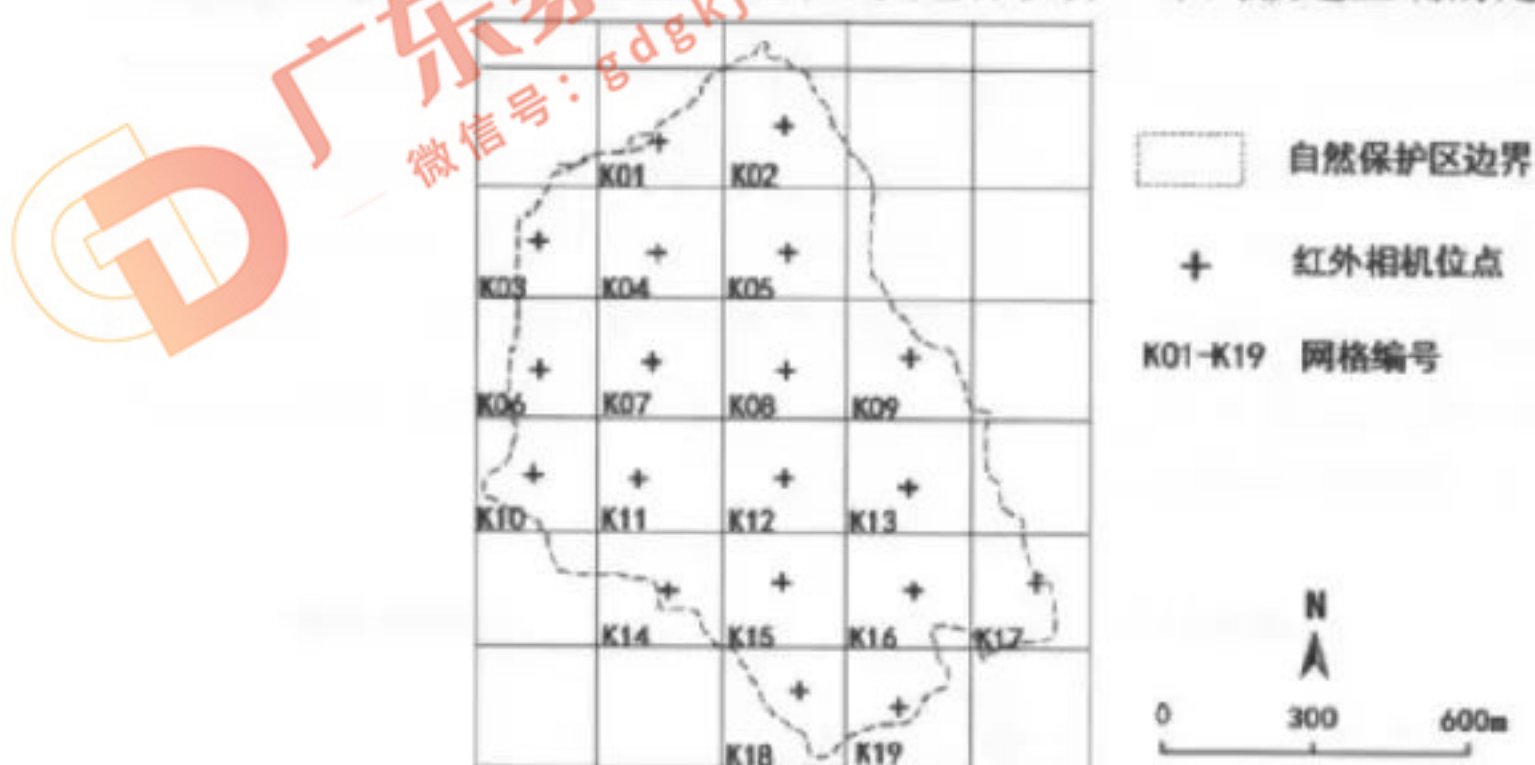 广东
微信号：gdgkj
K01 K02
K03 K04 K05
K06 K07 K08 K09
K10 K11 K12 K13
K14 K15 K16 K17
K18 K19
自然保护区边界
红外相机位点
K01-K19 网格编号
N
0 300 600m